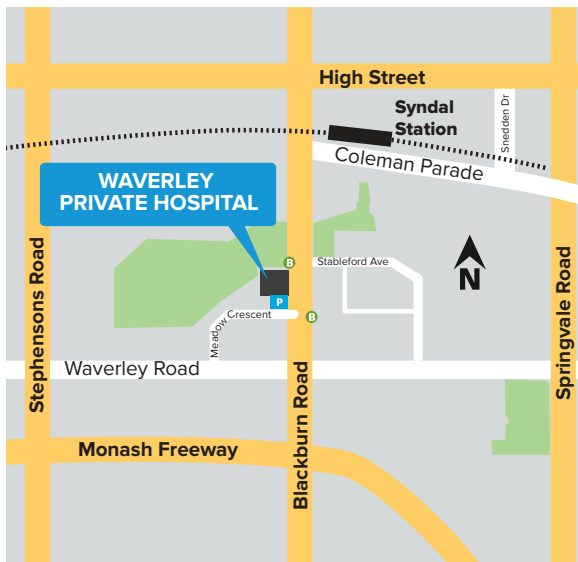 High Street
Syndal
Station
Snedden Dr
Coleman Parade
WAVERLEY
PRIVATE HOSPITAL
B
Stableford Ave
N
P
Crescent
B
Meadow
Waverley Road
Stephensons Road
Blackburn Road
Springvale Road
Monash Freeway